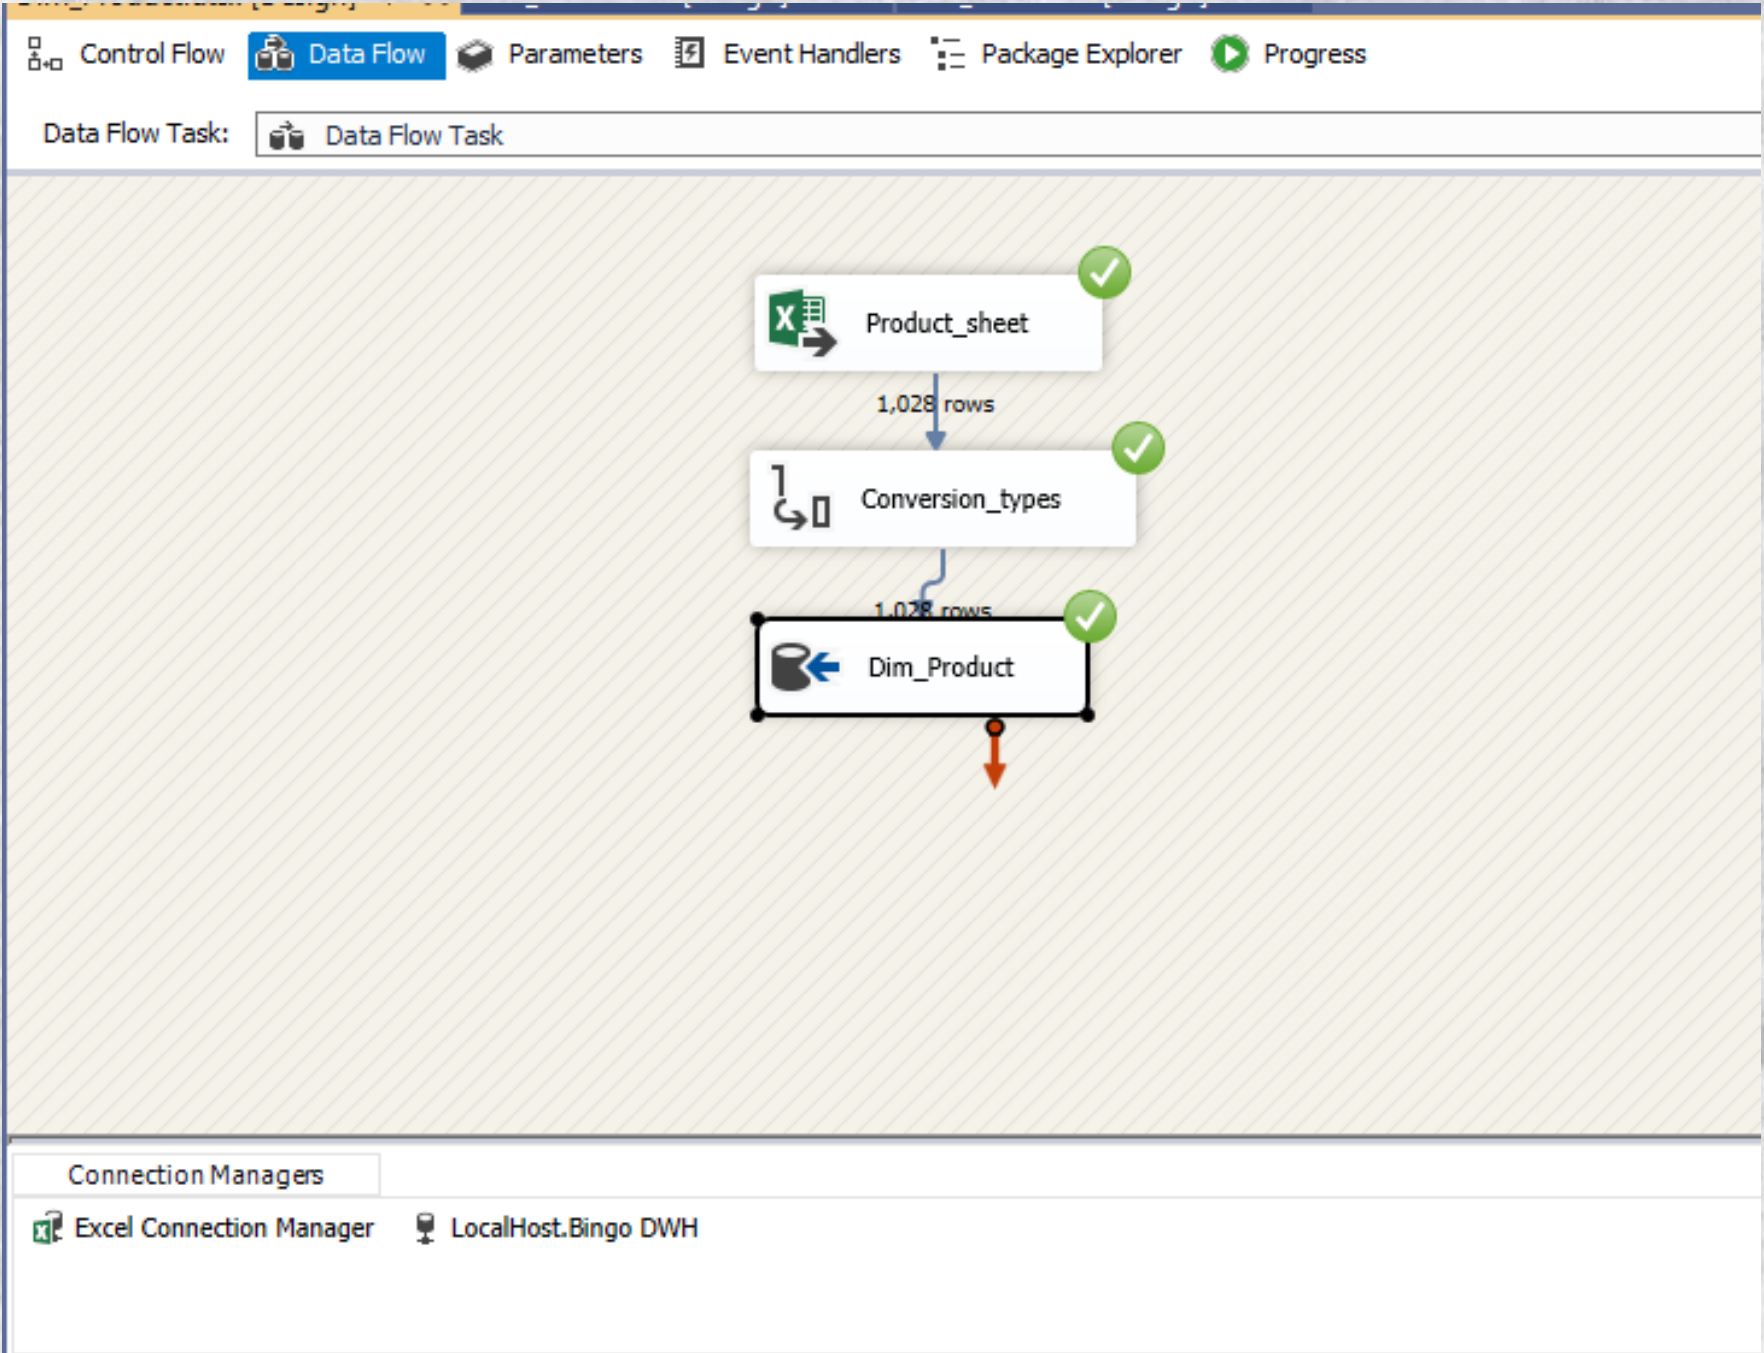 Control Flow Data Flow Parameters Event Handlers Package Explorer Progress
Data Flow Task: Data Flow Task
Product_sheet
1,028 rows
Conversion_types
1,028 rows
Dim_Product
Connection Managers
Excel Connection Manager LocalHost.Bingo DWH